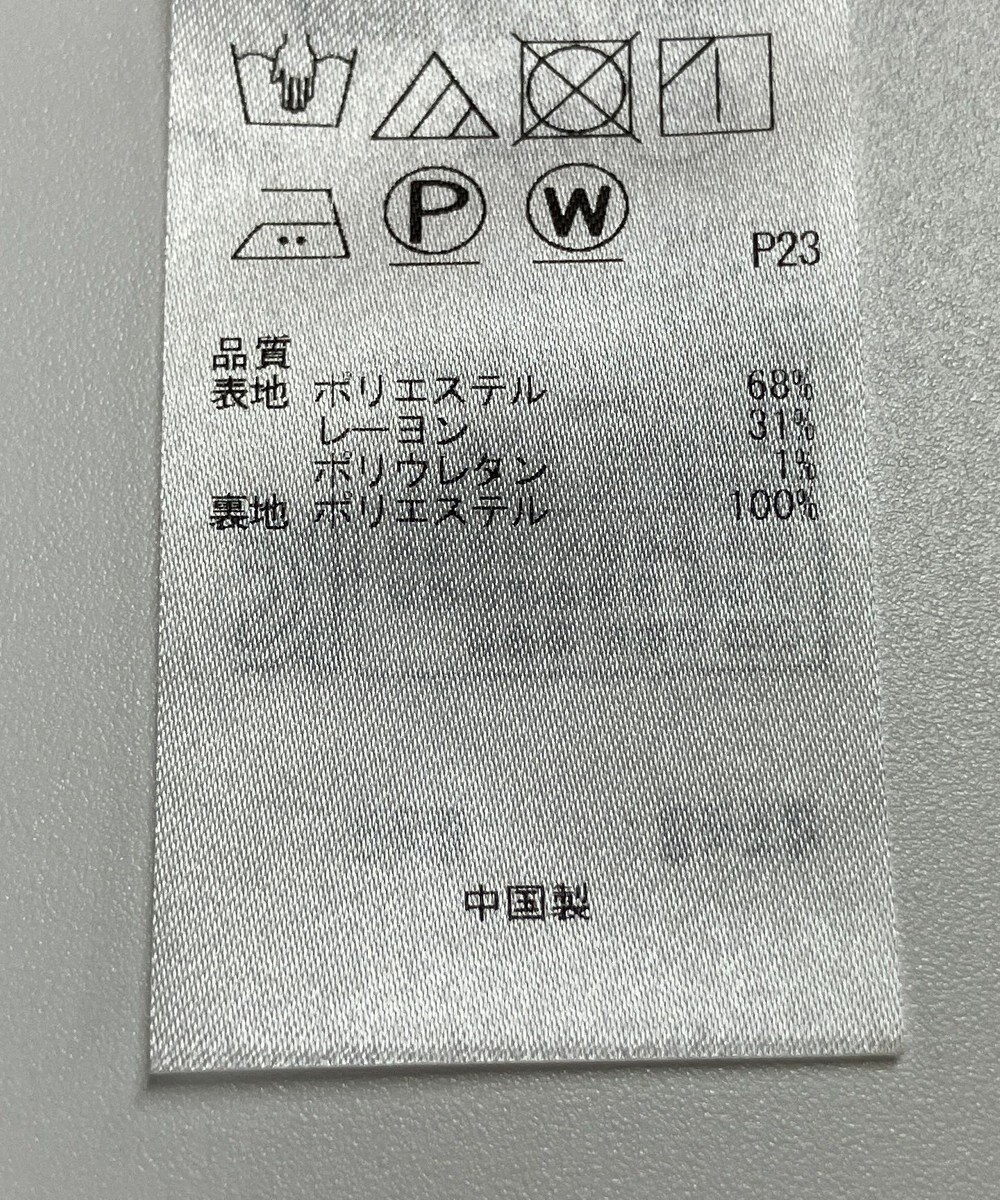 P W
P23
品質
表地 ポリエステル 68%
レーヨン 31%
ポリウレタン 1%
裏地 ポリエステル 100%
中国製